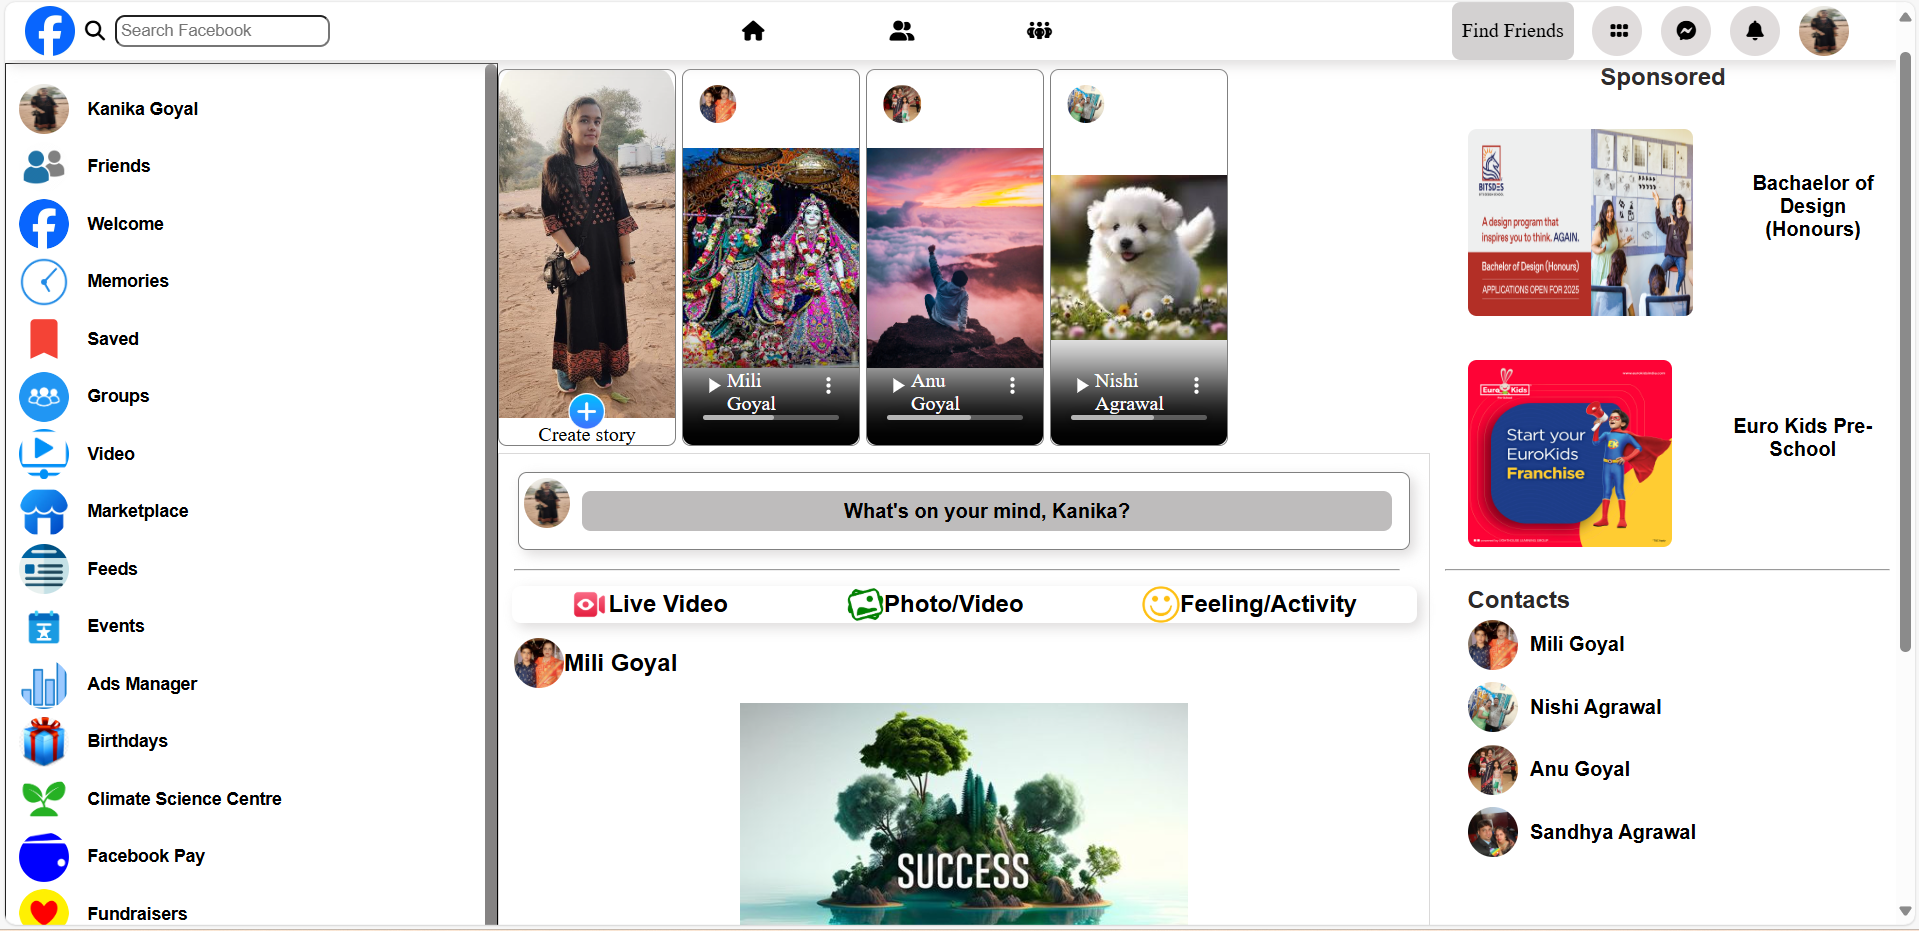 Search Facebook
Find Friends
Kanika Goyal
Friends
Welcome
Memories
Saved
Groups
Video
Marketplace
Feeds
Events
Ads Manager
Birthdays
Climate Science Centre
Facebook Pay
Fundraisers
Create story
Mili
Goyal
Anu
Goyal
Nishi
Agrawal
What's on your mind, Kanika?
Live Video
Photo/Video
Feeling/Activity
Mili Goyal
SUCCESS
Sponsored
BITSDES
A design program that
inspires you to think. AGAIN.
Bachelor of Design (Honours)
APPLICATIONS OPEN FOR 2025
Bachaelor of
Design
(Honours)
EuroKids
Start your
EuroKids
Franchise
EK
Euro Kids Pre-
School
Contacts
Mili Goyal
Nishi Agrawal
Anu Goyal
Sandhya Agrawal